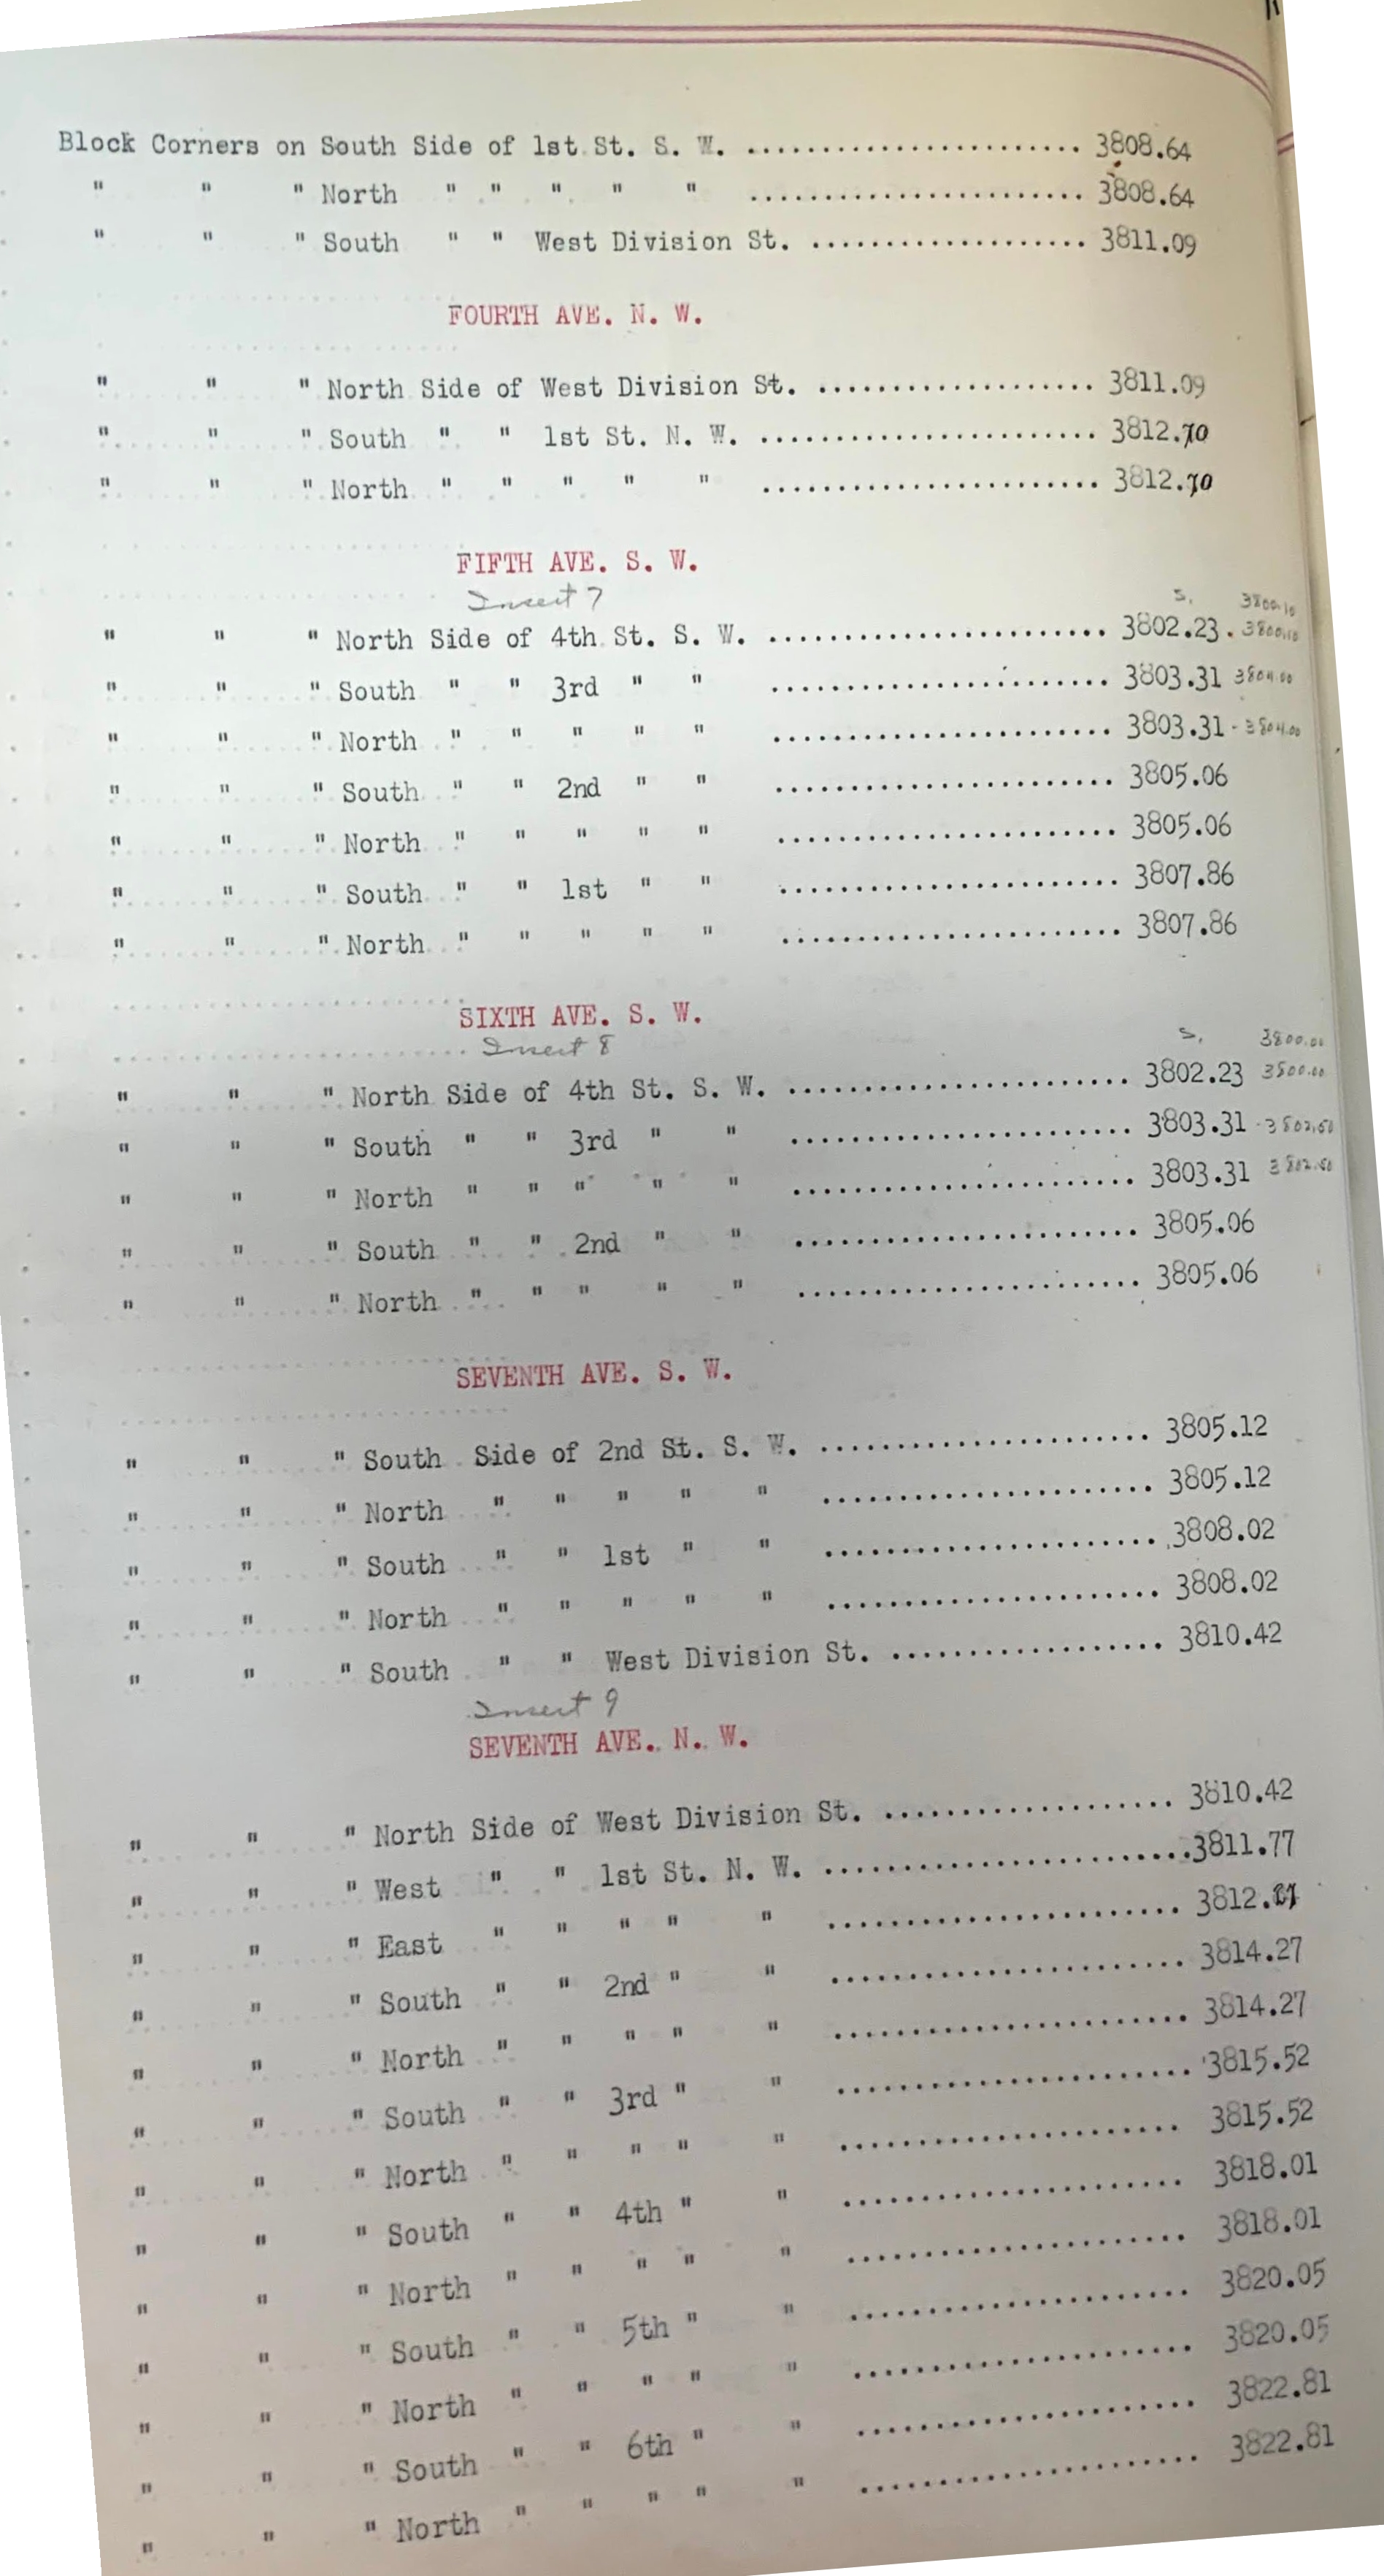 Block Corners on South Side of 1st St. S. W. ...................... 3808.64
" " " North " " " " " ...................... 3808.64
" " " South " " West Division St. .................. 3811.09
FOURTH AVE. N. W.
" " " North Side of West Division St. .................. 3811.09
" " " South " " 1st St. N. W. ...................... 3812.70
" " " North " " " " " ...................... 3812.70
FIFTH AVE. S. W.
Insert 7 S. 3800.10
" " " North Side of 4th St. S. W. ...................... 3802.23. 3800.10
" " " South " " 3rd " " ...................... 3803.31 3804.00
" " " North " " " " " ...................... 3803.31 - 3804.00
" " " South " " 2nd " " ...................... 3805.06
" " " North " " " " " ...................... 3805.06
" " " South " " 1st " " ...................... 3807.86
" " " North " " " " " ...................... 3807.86
SIXTH AVE. S. W.
Insert 8 S. 3800.00
" " " North Side of 4th St. S. W. ...................... 3802.23 3800.00
" " " South " " 3rd " " ...................... 3803.31 - 3802.50
" " " North " " " " " ...................... 3803.31 3802.50
" " " South " " 2nd " " ...................... 3805.06
" " " North " " " " " ...................... 3805.06
SEVENTH AVE. S. W.
" " " South Side of 2nd St. S. W. ...................... 3805.12
" " " North " " " " " ...................... 3805.12
" " " South " " 1st " " ...................... 3808.02
" " " North " " " " " ...................... 3808.02
" " " South " " West Division St. .................. 3810.42
Insert 9
SEVENTH AVE. N. W.
" " " North Side of West Division St. ................... 3810.42
" " " West " " 1st St. N. W. ........................ 3811.77
" " " East " " " " " .......................
" " " South " " 2nd " " ....................... 3814.27
" " " North " " " " " ....................... 3814.27
" " " South " " 3rd " " ....................... 3815.52
" " " North " " " " " ...................... 3815.52
" " " South " " 4th " " ...................... 3818.01
" " " North " " " " " ...................... 3818.01
" " " South " " 5th " " ...................... 3820.05
" " " North " " " " " ...................... 3820.05
" " " South " " 6th " " ...................... 3822.81
" " " North " " " " " ...................... 3822.81